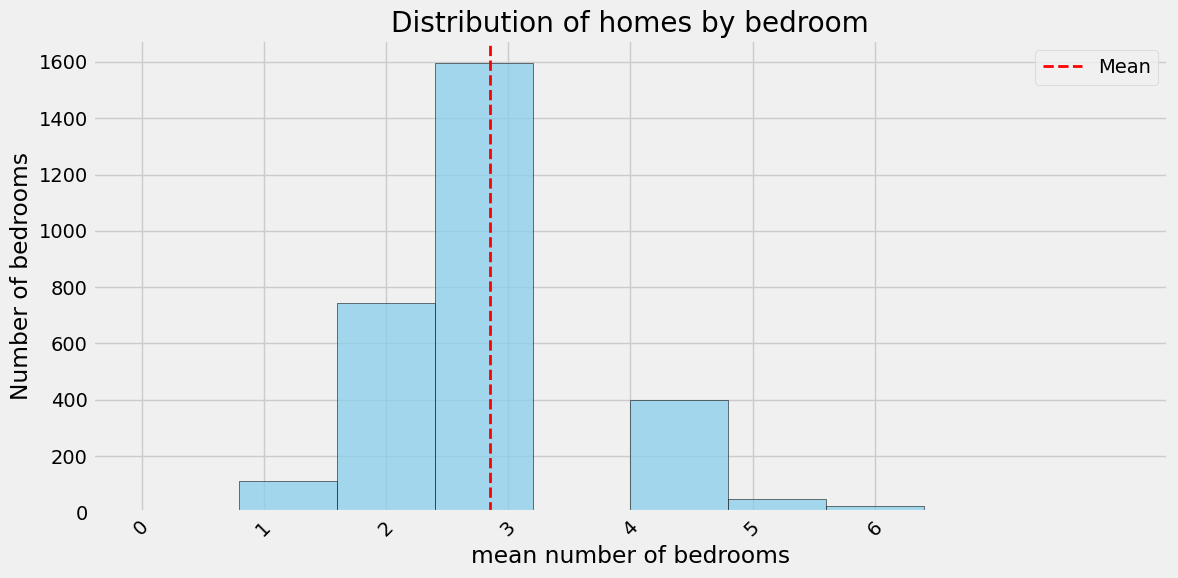 Distribution of homes by bedroom
Mean
Number of bedrooms
1600
1400
1200
1000
800
600
400
200
0
0 1 2 3 4 5 6
mean number of bedrooms